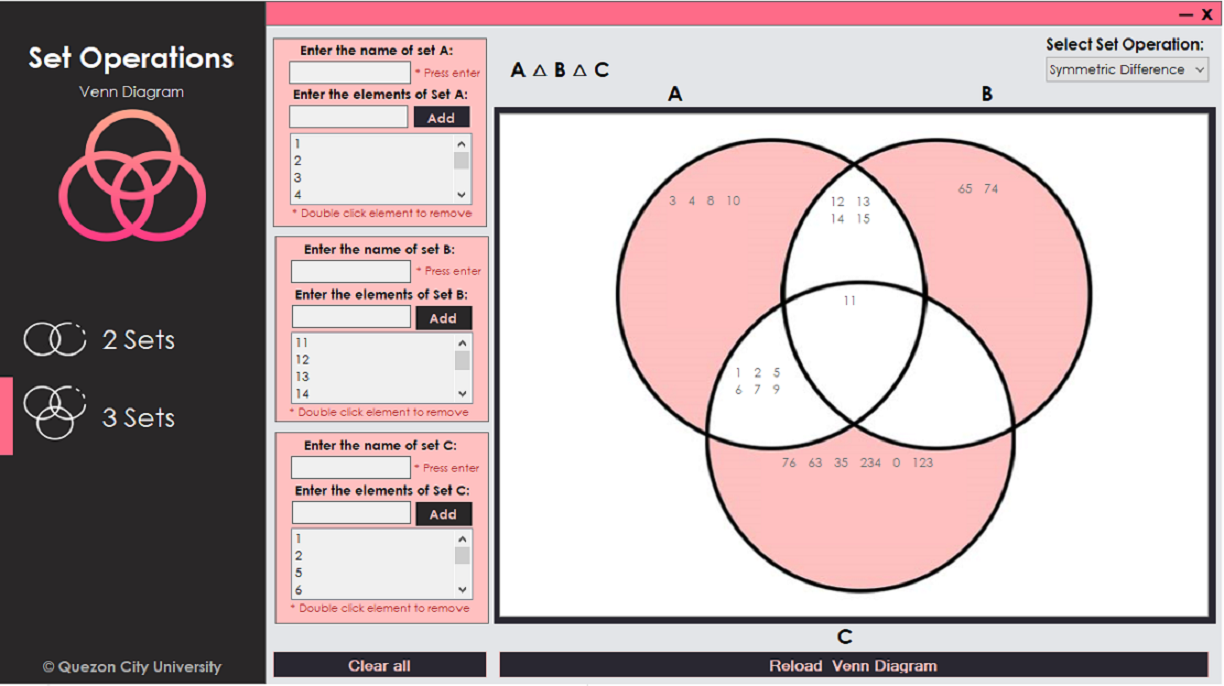 — X
Set Operations
Venn Diagram
2 Sets
3 Sets
© Quezon City University
Enter the name of set A:
* Press enter
Enter the elements of Set A:
Add
1
2
3
4
* Double click element to remove
Enter the name of set B:
* Press enter
Enter the elements of Set B:
Add
11
12
13
14
* Double click element to remove
Enter the name of set C:
* Press enter
Enter the elements of Set C:
Add
1
2
5
6
* Double click element to remove
Clear all
Select Set Operation:
Symmetric Difference
A △ B △ C
A
B
3 4 8 10
12 13
14 15
65 74
11
1 2 5
6 7 9
76 63 35 234 0 123
C
Reload Venn Diagram